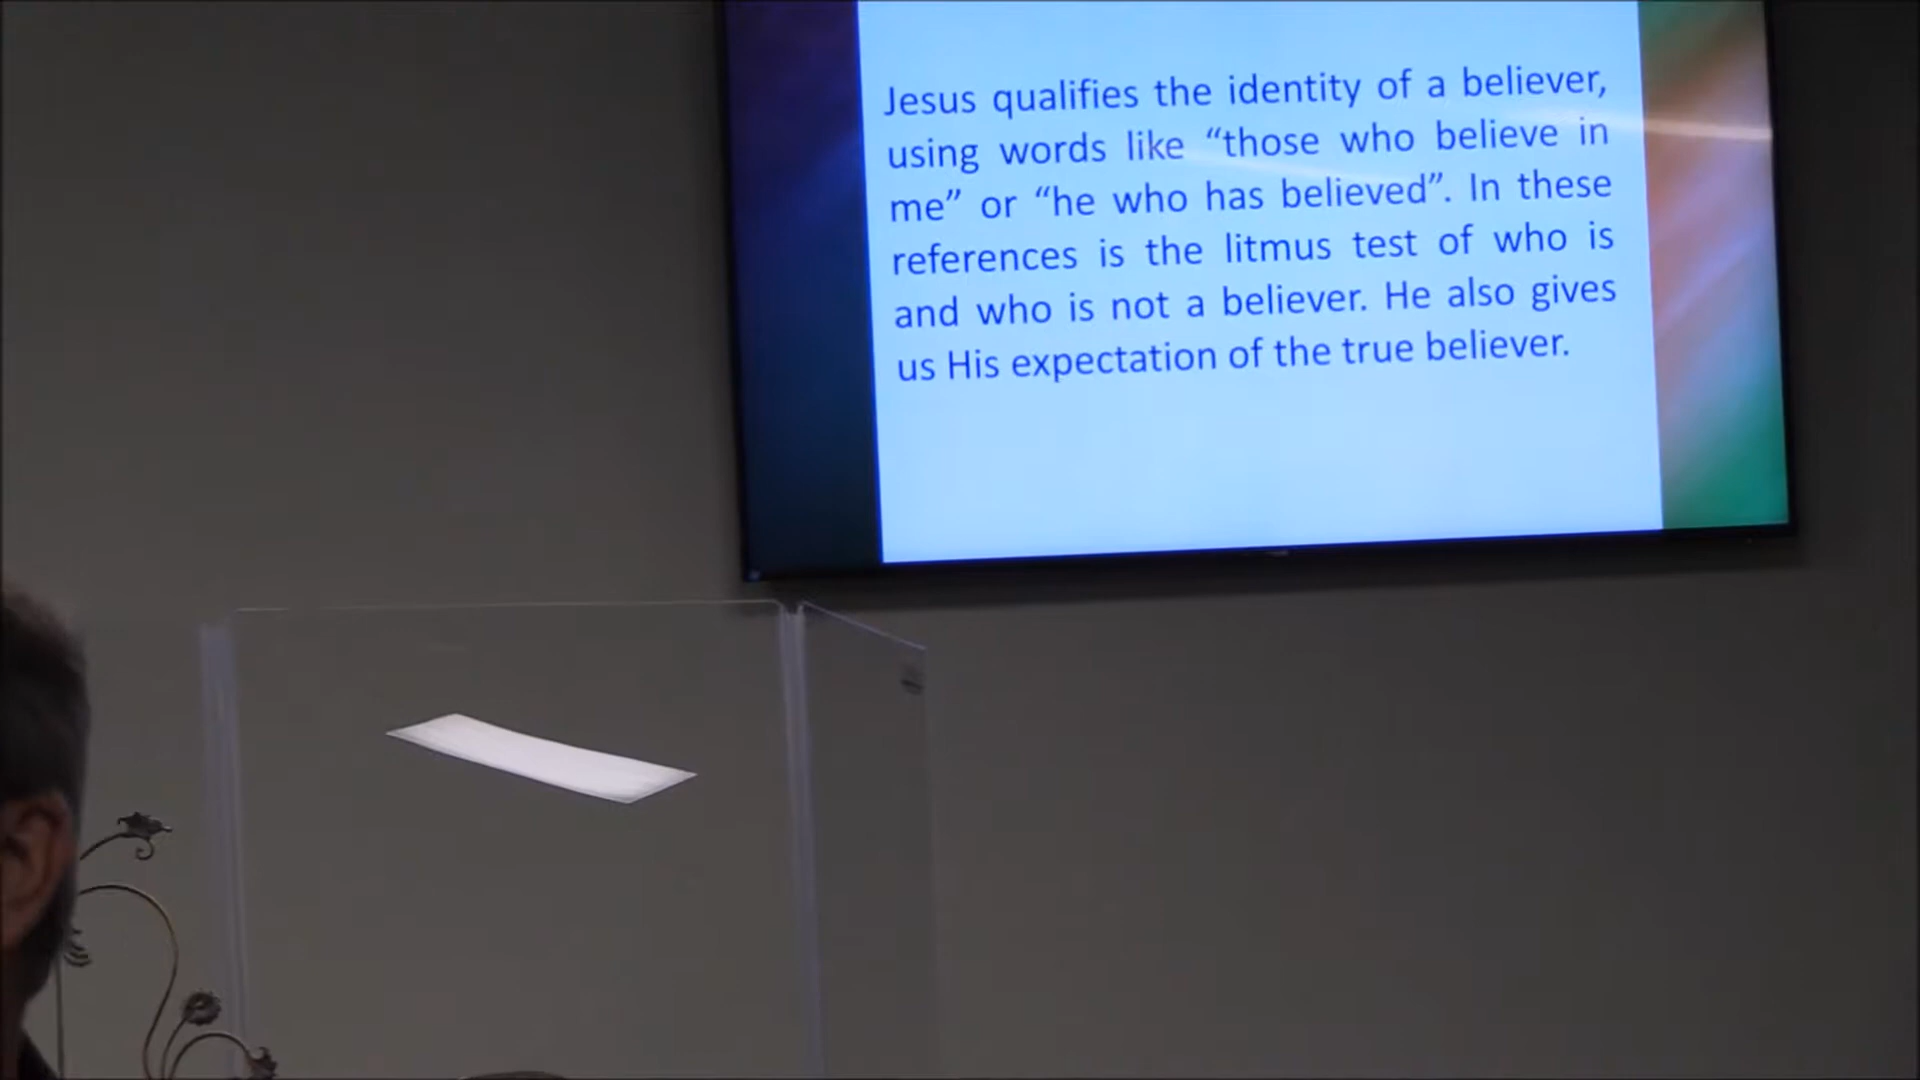 Jesus qualifies the identity of a believer,
using words like “those who believe in
me” or “he who has believed”. In these
references is the litmus test of who is
and who is not a believer. He also gives
us His expectation of the true believer.